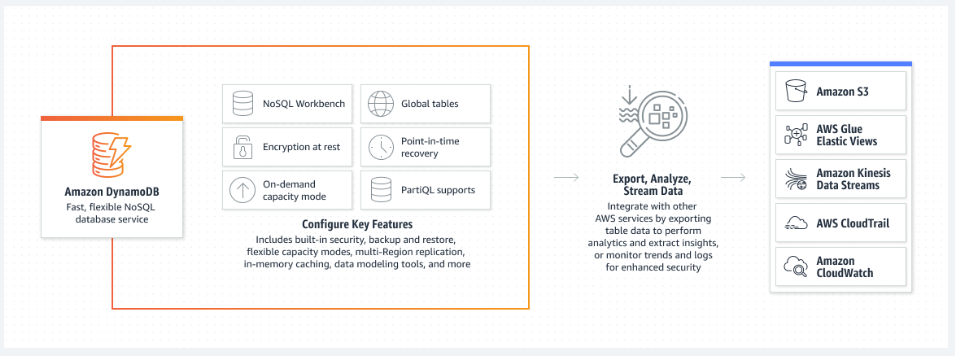 Amazon DynamoDB
Fast, flexible NoSQL
database service
NoSQL Workbench
Global tables
Encryption at rest
Point-in-time
recovery
On-demand
capacity mode
PartiQL supports
Configure Key Features
Includes built-in security, backup and restore,
flexible capacity modes, multi-Region replication,
in-memory caching, data modeling tools, and more
Export, Analyze,
Stream Data
Integrate with other
AWS services by exporting
table data to perform
analytics and extract insights,
or monitor trends and logs
for enhanced security
Amazon S3
AWS Glue
Elastic Views
Amazon Kinesis
Data Streams
AWS CloudTrail
Amazon
CloudWatch